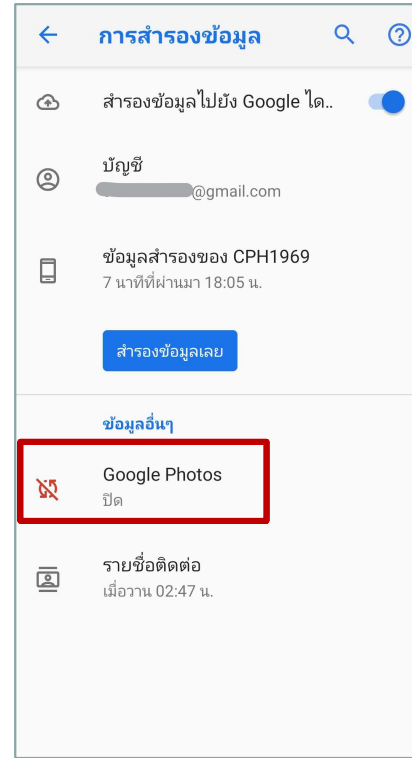 การสำรองข้อมูล
สำรองข้อมูลไปยัง Google ได..
บัญชี
@gmail.com
ข้อมูลสำรองของ CPH1969
7 นาทีที่ผ่านมา 18:05 น.
สำรองข้อมูลเลย
ข้อมูลอื่นๆ
Google Photos
ปิด
รายชื่อติดต่อ
เมื่อวาน 02:47 น.